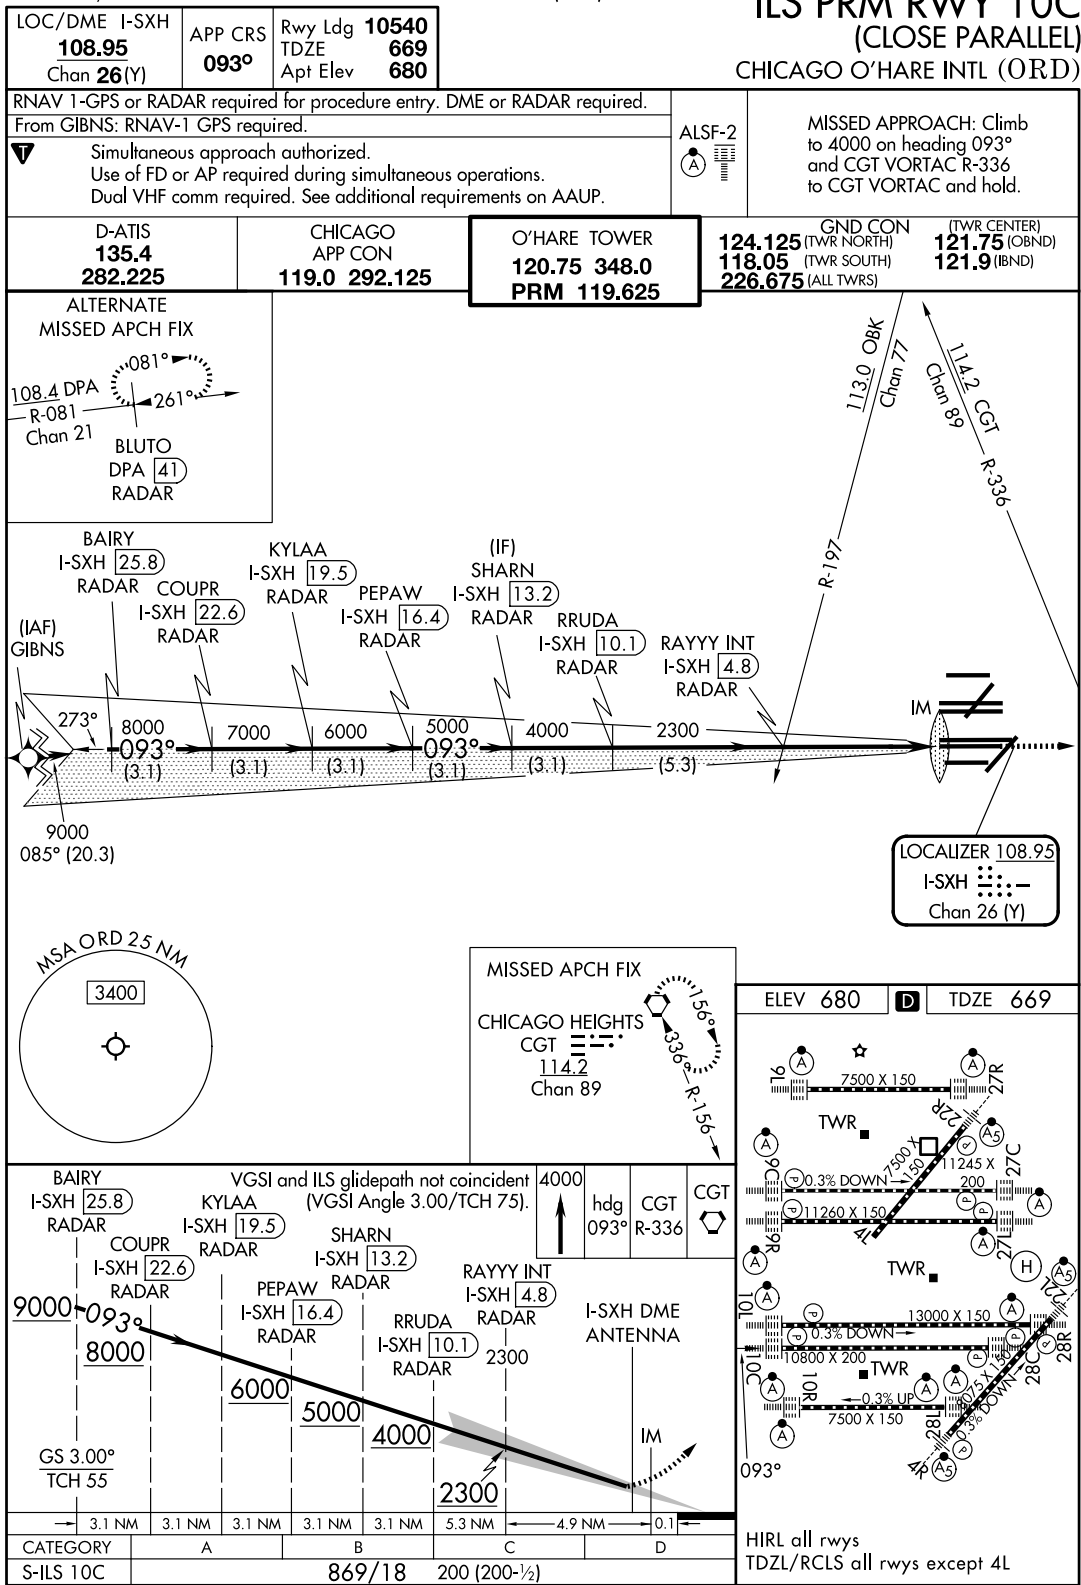 ILS PRM RWY 10C
(CLOSE PARALLEL)
CHICAGO O'HARE INTL (ORD)
LOC/DME I-SXH
108.95
Chan 26 (Y)
APP CRS
093°
Rwy Ldg 10540
TDZE 669
Apt Elev 680
RNAV 1-GPS or RADAR required for procedure entry. DME or RADAR required.
From GIBNS: RNAV-1 GPS required.
T
Simultaneous approach authorized.
Use of FD or AP required during simultaneous operations.
Dual VHF comm required. See additional requirements on AAUP.
ALSF-2
A
MISSED APPROACH: Climb
to 4000 on heading 093°
and CGT VORTAC R-336
to CGT VORTAC and hold.
D-ATIS
135.4
282.225
CHICAGO
APP CON
119.0 292.125
O'HARE TOWER
120.75 348.0
PRM 119.625
GND CON
124.125 (TWR NORTH)
118.05 (TWR SOUTH)
226.675 (ALL TWRS)
(TWR CENTER)
121.75 (OBND)
121.9 (IBND)
ALTERNATE
MISSED APCH FIX
081°
261°
108.4 DPA
R-081
Chan 21
BLUTO
DPA 41
RADAR
113.0 OBK
Chan 77
R-197
114.2 CGT
Chan 89
R-336
(IAF)
GIBNS
BAIRY
I-SXH 25.8
RADAR
COUPR
I-SXH 22.6
RADAR
KYLAA
I-SXH 19.5
RADAR
PEPAW
I-SXH 16.4
RADAR
(IF)
SHARN
I-SXH 13.2
RADAR
RRUDA
I-SXH 10.1
RADAR
RAYYY INT
I-SXH 4.8
RADAR
IM
273°
8000
093°
(3.1)
7000
(3.1)
6000
(3.1)
5000
093°
(3.1)
4000
(3.1)
2300
(5.3)
9000
085° (20.3)
LOCALIZER 108.95
I-SXH
Chan 26 (Y)
MSA ORD 25 NM
3400
MISSED APCH FIX
CHICAGO HEIGHTS
CGT
114.2
Chan 89
156°
336°
R-156
ELEV 680
D
TDZE 669
9L
7500 X 150
27R
TWR
22R
7500 X
150
11245 X
200
9C
0.3% DOWN
27C
11260 X 150
9R
4L
27L
TWR
H
22L
10L
13000 X 150
28R
0.3% DOWN
10C
10800 X 200
28C
TWR
10R
0.3% UP
7500 X 150
28L
8075 X 150
0.3% DOWN
4R
A
A5
P
093°
HIRL all rwys
TDZL/RCLS all rwys except 4L
VGSI and ILS glidepath not coincident
(VGSI Angle 3.00/TCH 75).
4000
hdg
093°
CGT
R-336
CGT
BAIRY
I-SXH 25.8
RADAR
COUPR
I-SXH 22.6
RADAR
KYLAA
I-SXH 19.5
RADAR
PEPAW
I-SXH 16.4
RADAR
SHARN
I-SXH 13.2
RADAR
RRUDA
I-SXH 10.1
RADAR
RAYYY INT
I-SXH 4.8
RADAR
2300
I-SXH DME
ANTENNA
IM
9000
093°
8000
6000
5000
4000
2300
GS 3.00°
TCH 55
3.1 NM 3.1 NM 3.1 NM 3.1 NM 3.1 NM 5.3 NM 4.9 NM 0.1
CATEGORY A B C D
S-ILS 10C 869/18 200 (200-½)